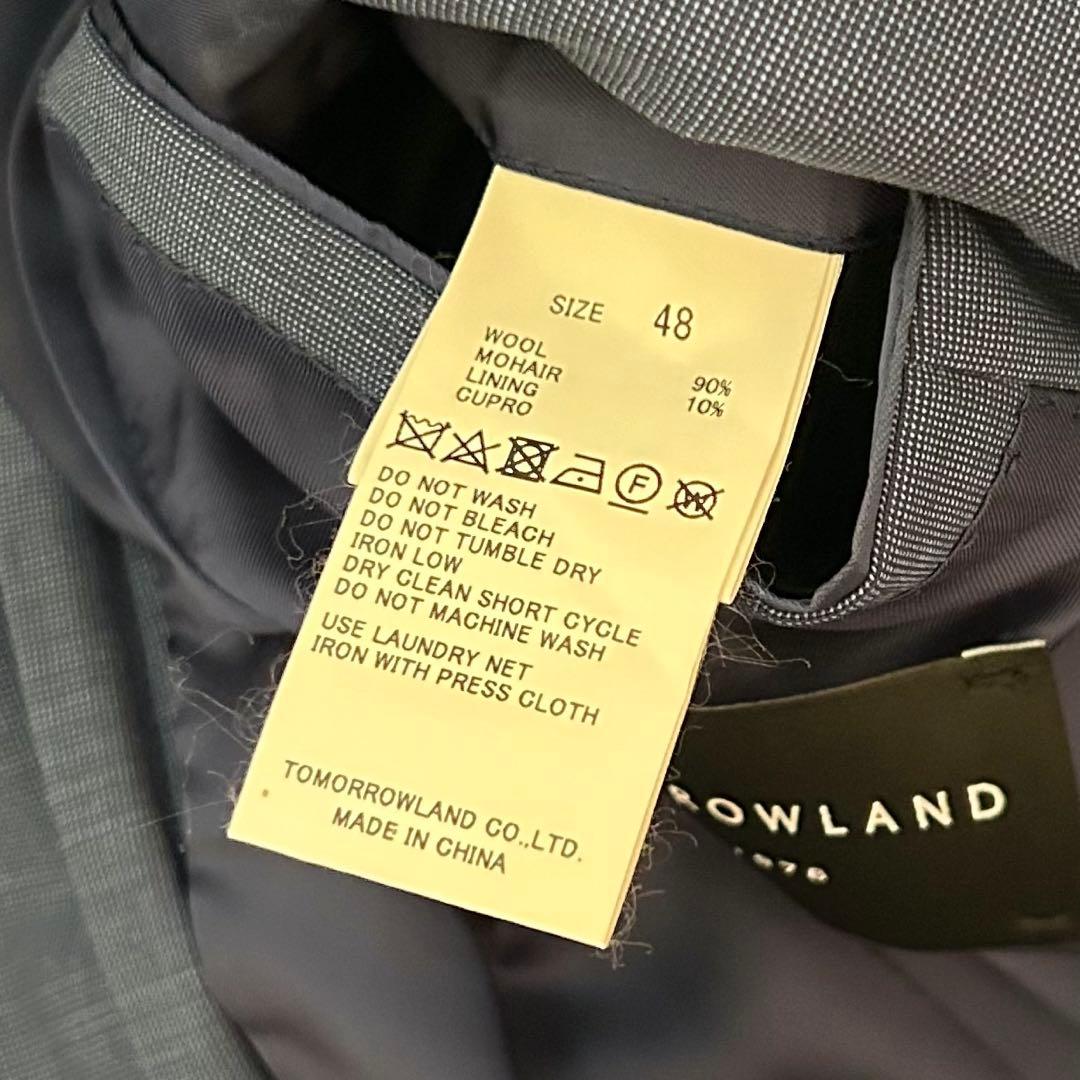 SIZE 48
WOOL 90%
MOHAIR 10%
LINING
CUPRO
F
W
DO NOT WASH
DO NOT BLEACH
DO NOT TUMBLE DRY
IRON LOW
DRY CLEAN SHORT CYCLE
DO NOT MACHINE WASH
USE LAUNDRY NET
IRON WITH PRESS CLOTH
TOMORROWLAND CO.,LTD.
MADE IN CHINA
ROWLAND
1978